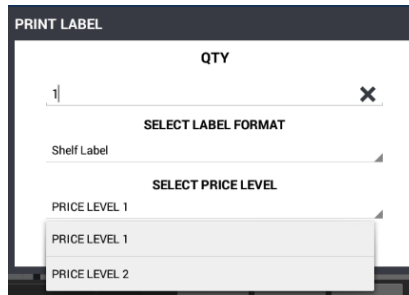 PRINT LABEL
QTY
1
SELECT LABEL FORMAT
Shelf Label
SELECT PRICE LEVEL
PRICE LEVEL 1
PRICE LEVEL 1
PRICE LEVEL 2